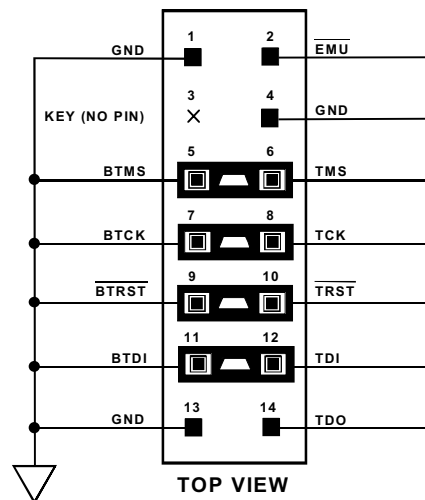 1 2
GND EMU
3 4
KEY (NO PIN) GND
5 6
BTMS TMS
7 8
BTCK TCK
9 10
BTRST TRST
11 12
BTDI TDI
13 14
GND TDO
TOP VIEW